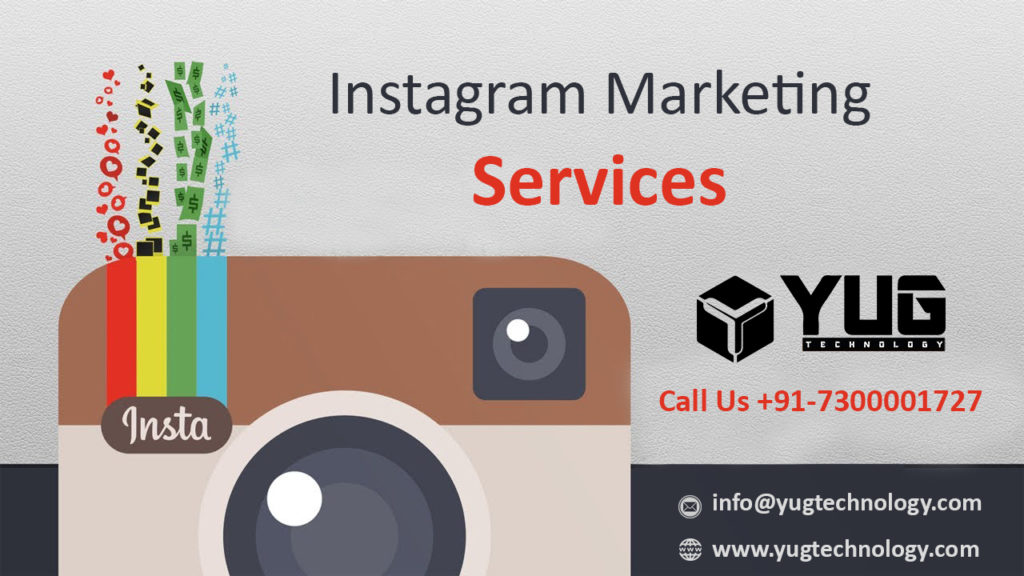 Instagram Marketing
Services
YUG
TECHNOLOGY
Call Us +91-7300001727
Insta
info@yugtechnology.com
www.yugtechnology.com